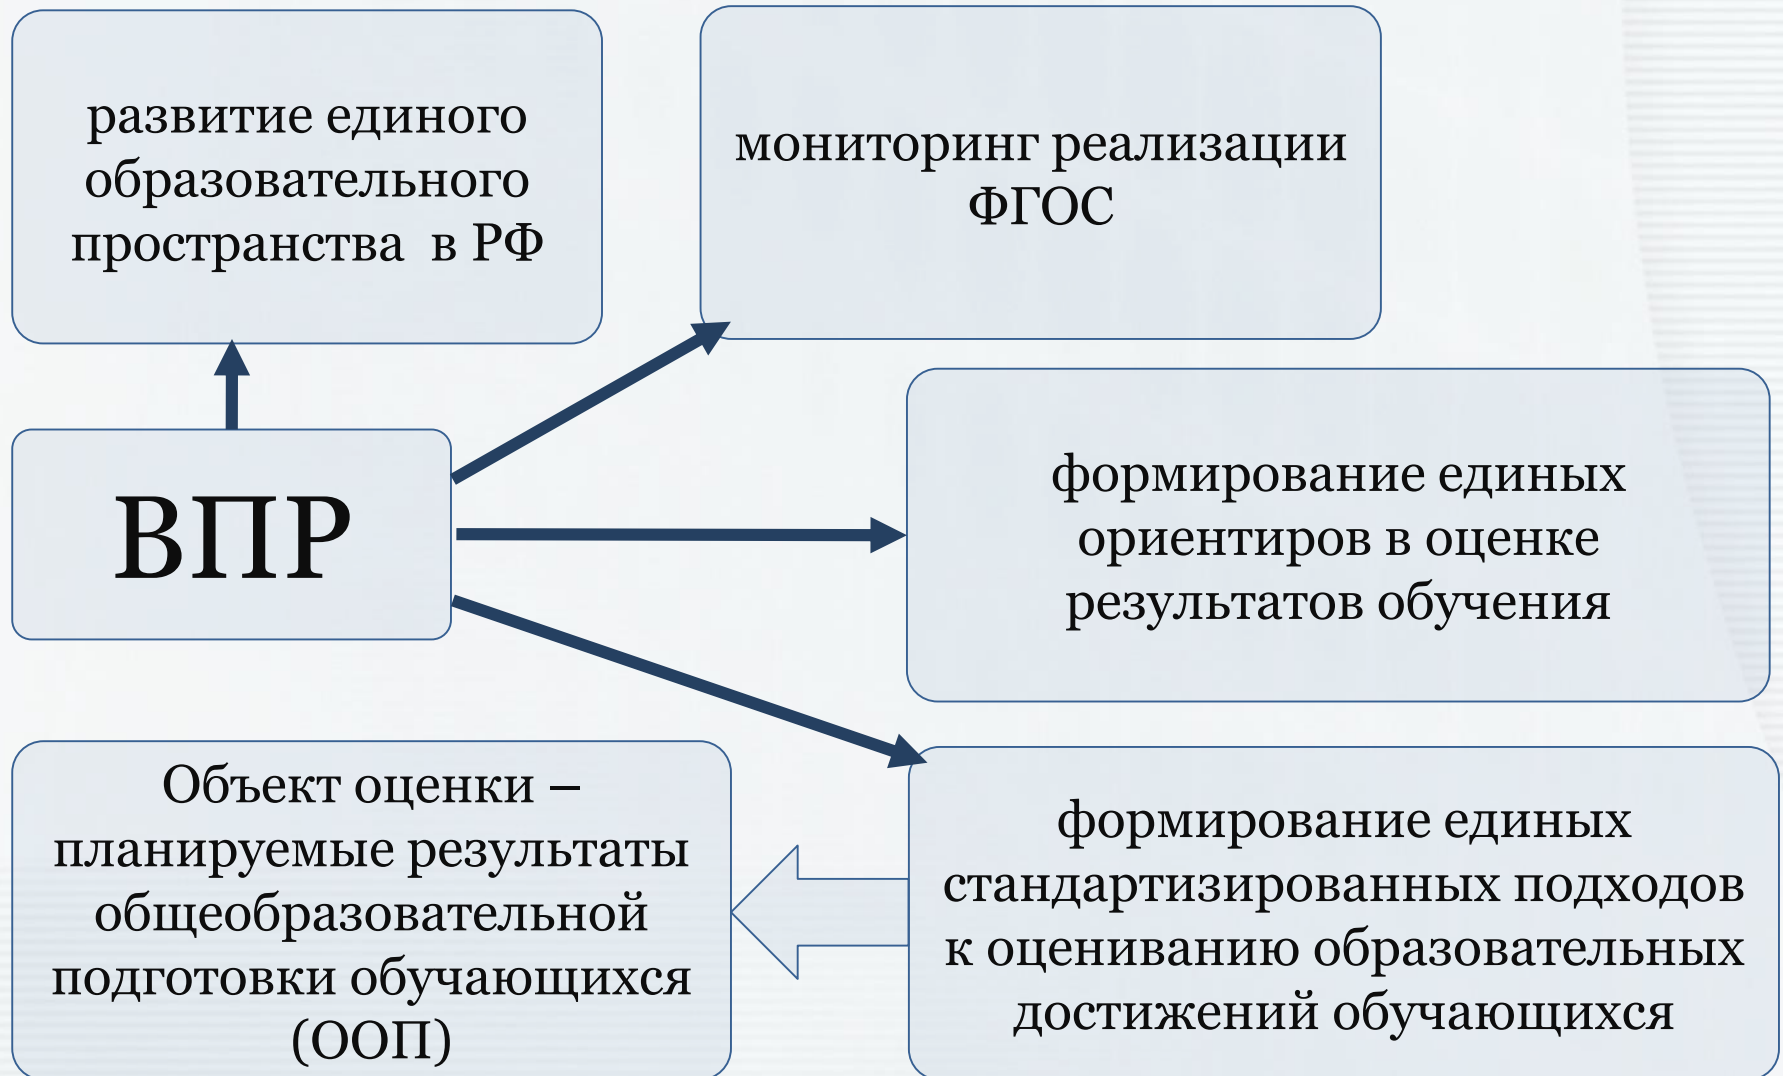 развитие единого
образовательного
пространства в РФ
мониторинг реализации
ФГОС
ВПР
формирование единых
ориентиров в оценке
результатов обучения
формирование единых
стандартизированных подходов
к оцениванию образовательных
достижений обучающихся
Объект оценки –
планируемые результаты
общеобразовательной
подготовки обучающихся
(ООП)